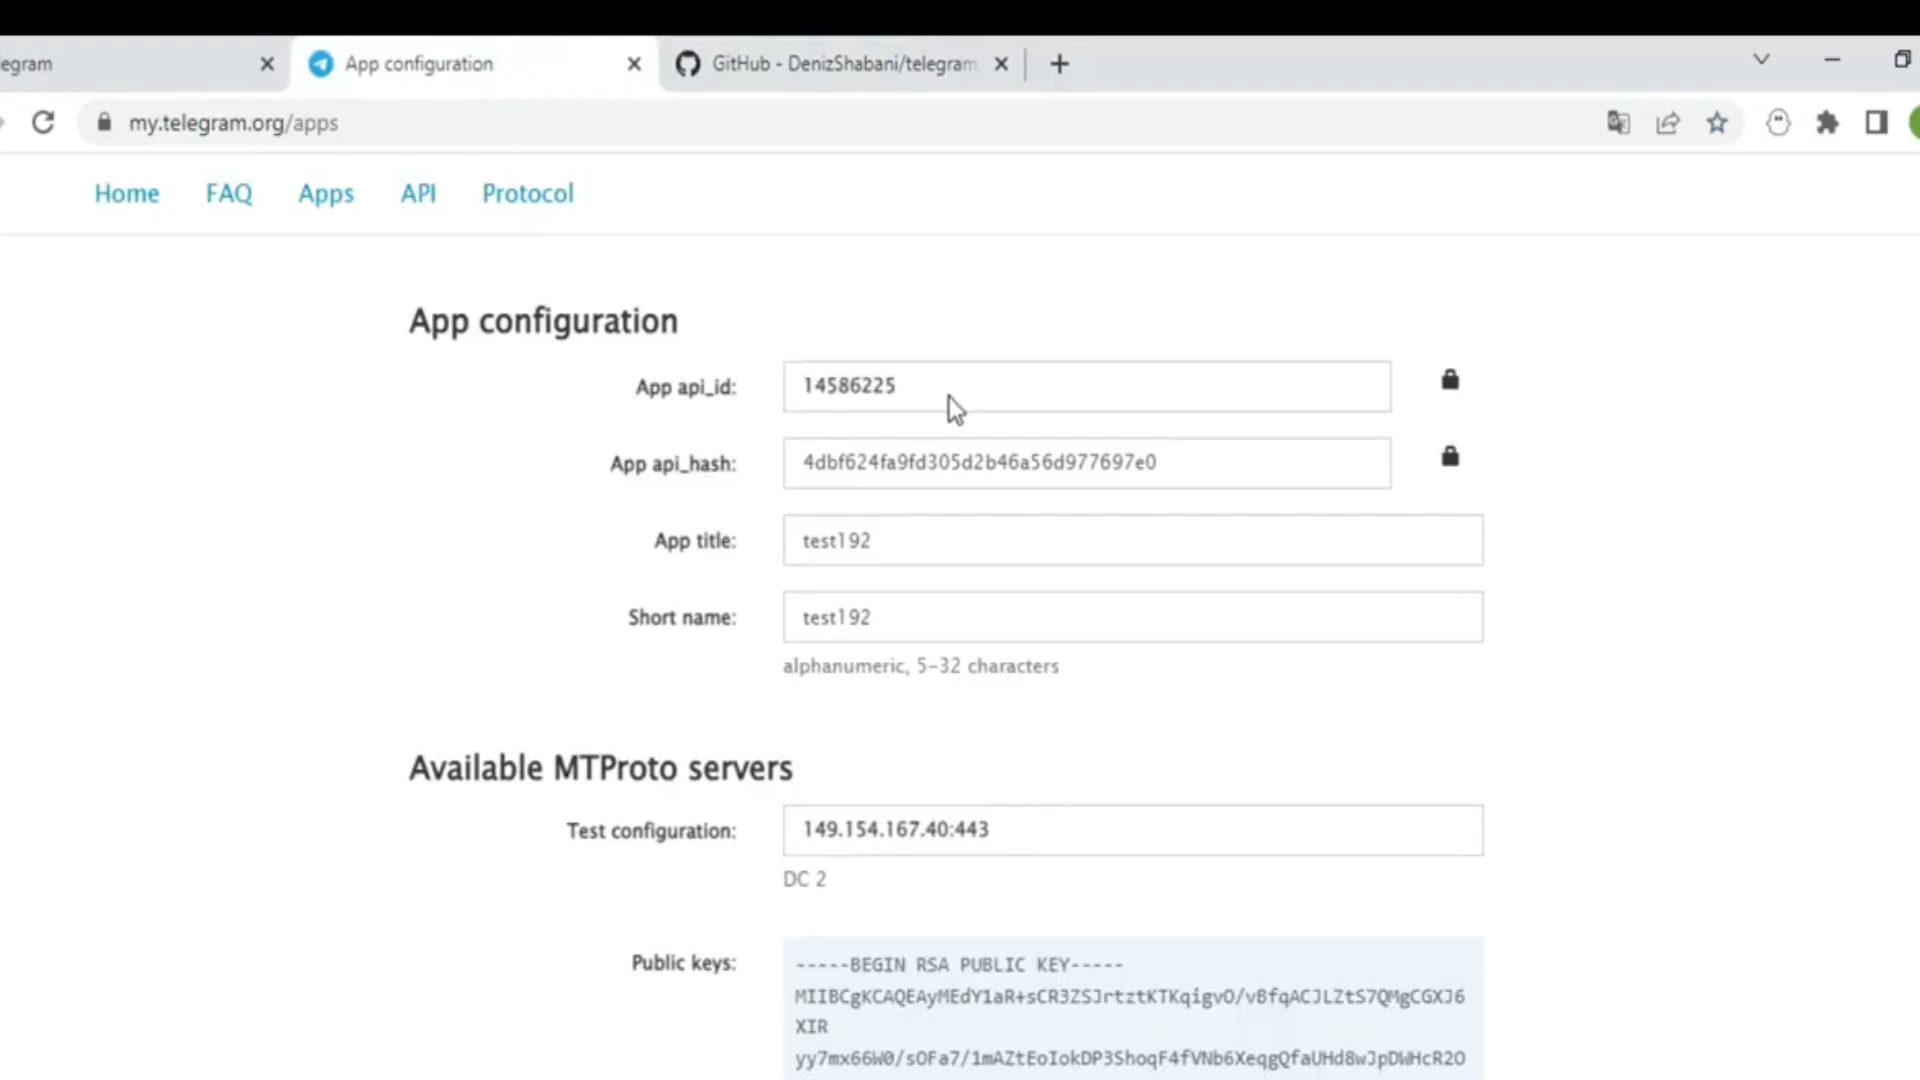 egram
App configuration
GitHub - DenizShabani/telegram
my.telegram.org/apps
Home FAQ Apps API Protocol
App configuration
App api_id: 14586225
App api_hash: 4dbf624fa9fd305d2b46a56d977697e0
App title: test192
Short name: test192
alphanumeric, 5-32 characters
Available MTProto servers
Test configuration: 149.154.167.40:443
DC 2
Public keys:
-----BEGIN RSA PUBLIC KEY-----
MIIBCgKCAQEAyMEdY1aR+sCR3ZSJrtztKTKqigvO/vBfqACJLZtS7QMgCGXJ6
XIR
yy7mx66W0/sOFa7/1mAZtEoIokDP3ShoqF4fVNb6XeqgQfaUHd8wJpDWHcR2O